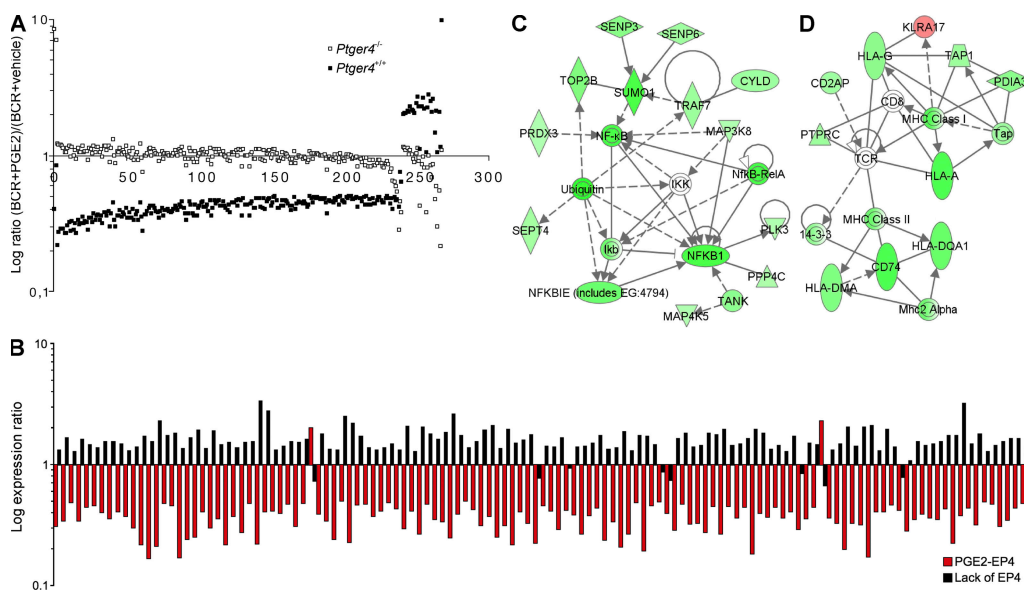 A
Log ratio (BCR+PGE2)/(BCR+vehicle)
10
1
0,1
0
50
100
150
200
250
300
Ptger4-/-
Ptger4+/+
C
SENP3
SENP6
TOP2B
SUMO1
TRAF7
CYLD
PRDX3
NF-κB
MAP3K8
Ubiquitin
IKK
NfkB-RelA
SEPT4
Ikb
NFKB1
PLK3
PPP4C
NFKBIE (includes EG:4794)
TANK
MAP4K5
D
KLRA17
HLA-G
TAP1
PDIA3
CD2AP
CD8
MHC Class I
PTPRC
Tap
TCR
HLA-A
MHC Class II
14-3-3
HLA-DQA1
CD74
HLA-DMA
Mhc2 Alpha
B
Log expression ratio
10
1
0.1
PGE2-EP4
Lack of EP4